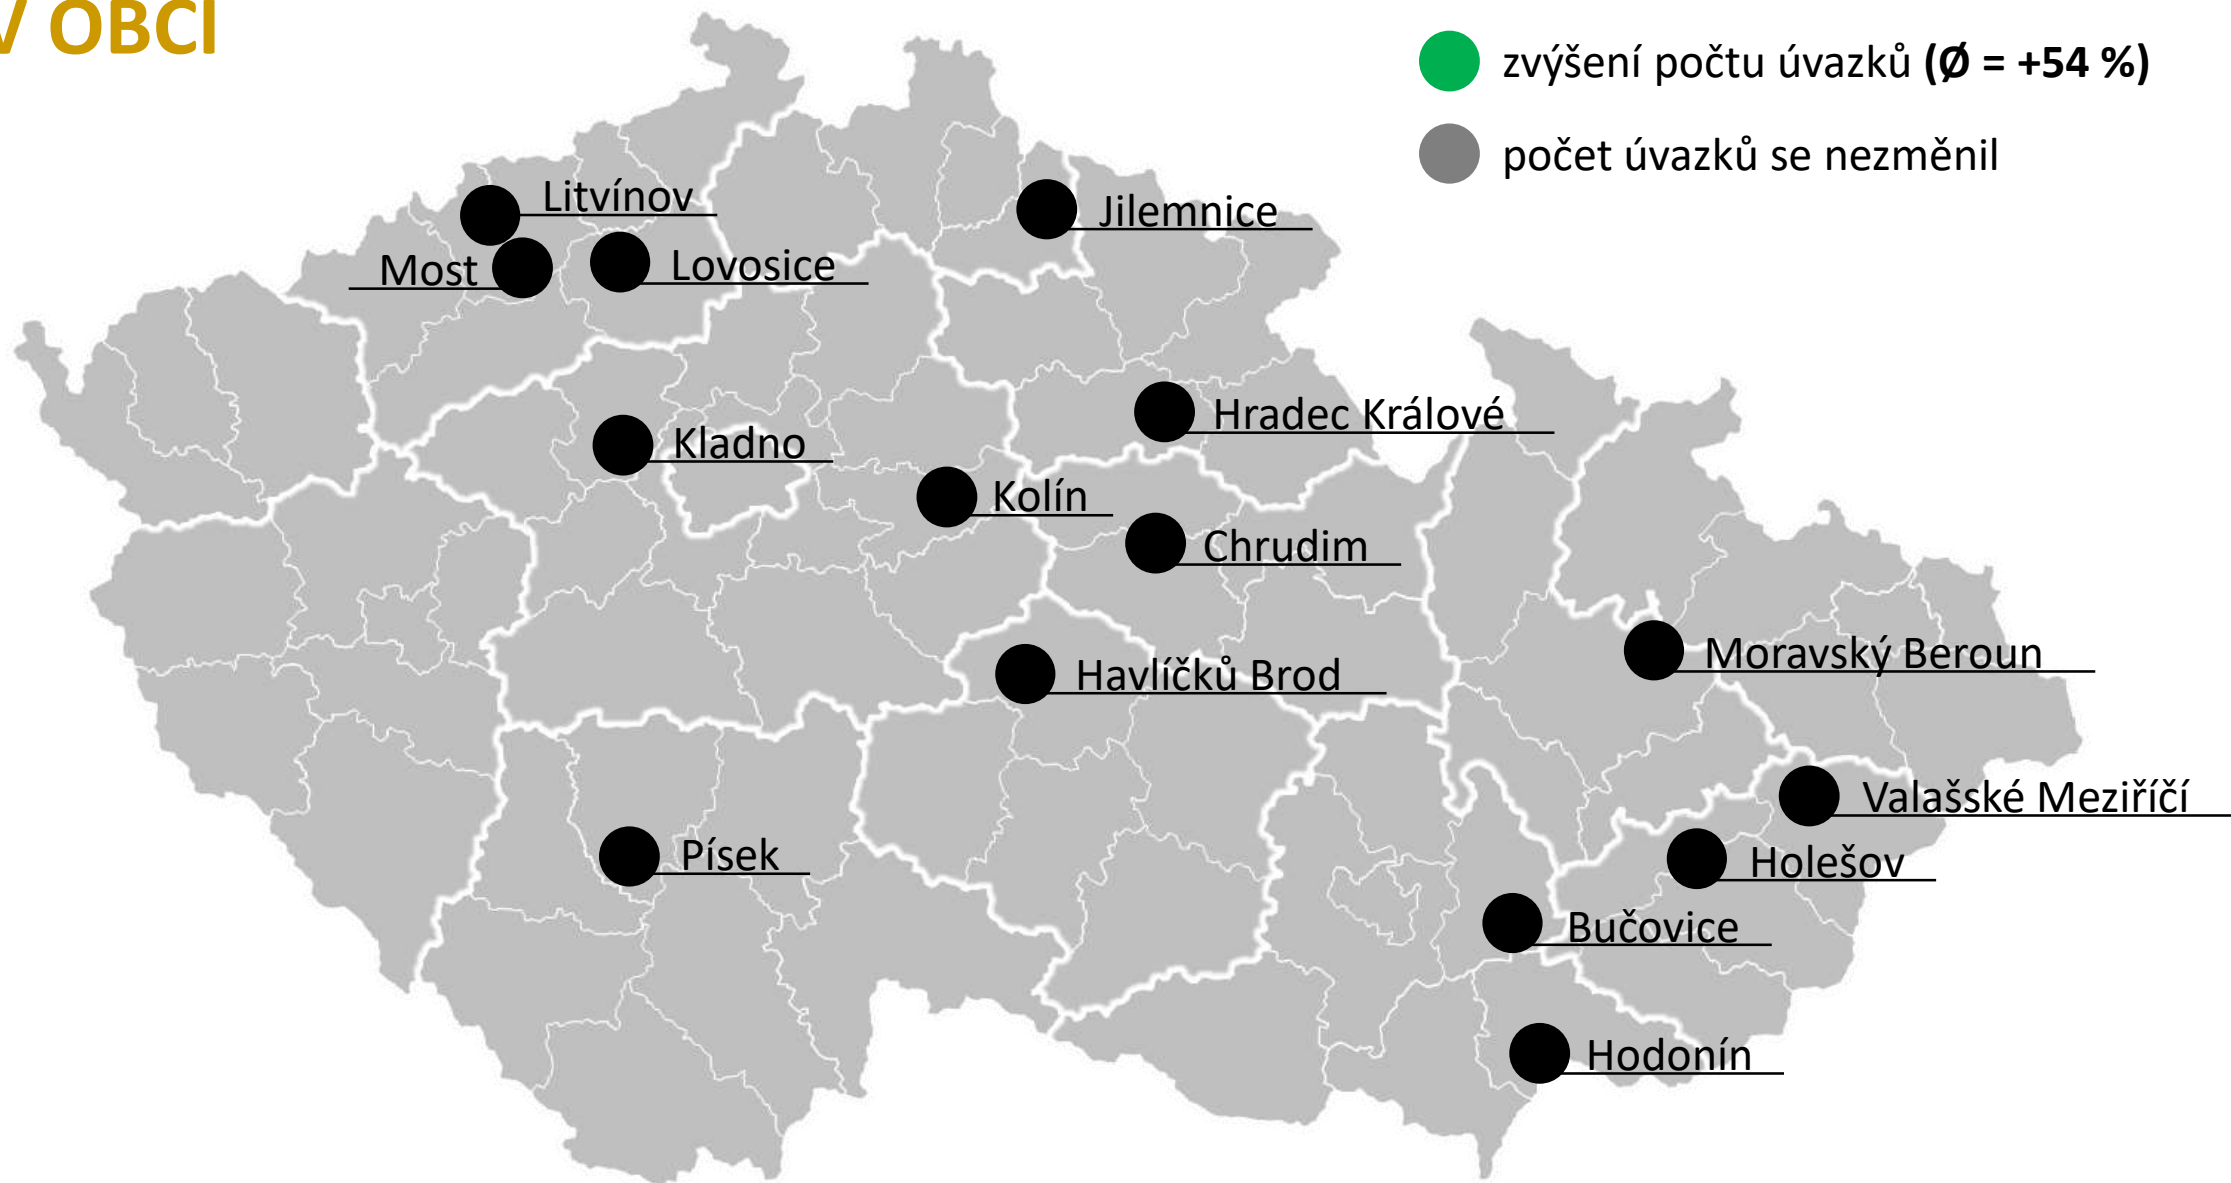 V OBCI
zvýšení počtu úvazků (Ø = +54 %)
počet úvazků se nezměnil
Litvínov
Jilemnice
Most
Lovosice
Hradec Králové
Kladno
Kolín
Chrudim
Moravský Beroun
Havlíčkův Brod
Valašské Meziříčí
Písek
Holešov
Bučovice
Hodonín